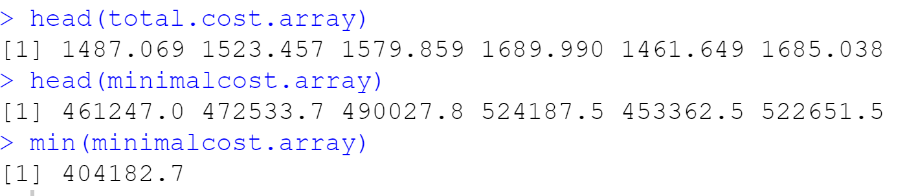 > head(total.cost.array)
[1] 1487.069 1523.457 1579.859 1689.990 1461.649 1685.038
> head(minimalcost.array)
[1] 461247.0 472533.7 490027.8 524187.5 453362.5 522651.5
> min(minimalcost.array)
[1] 404182.7